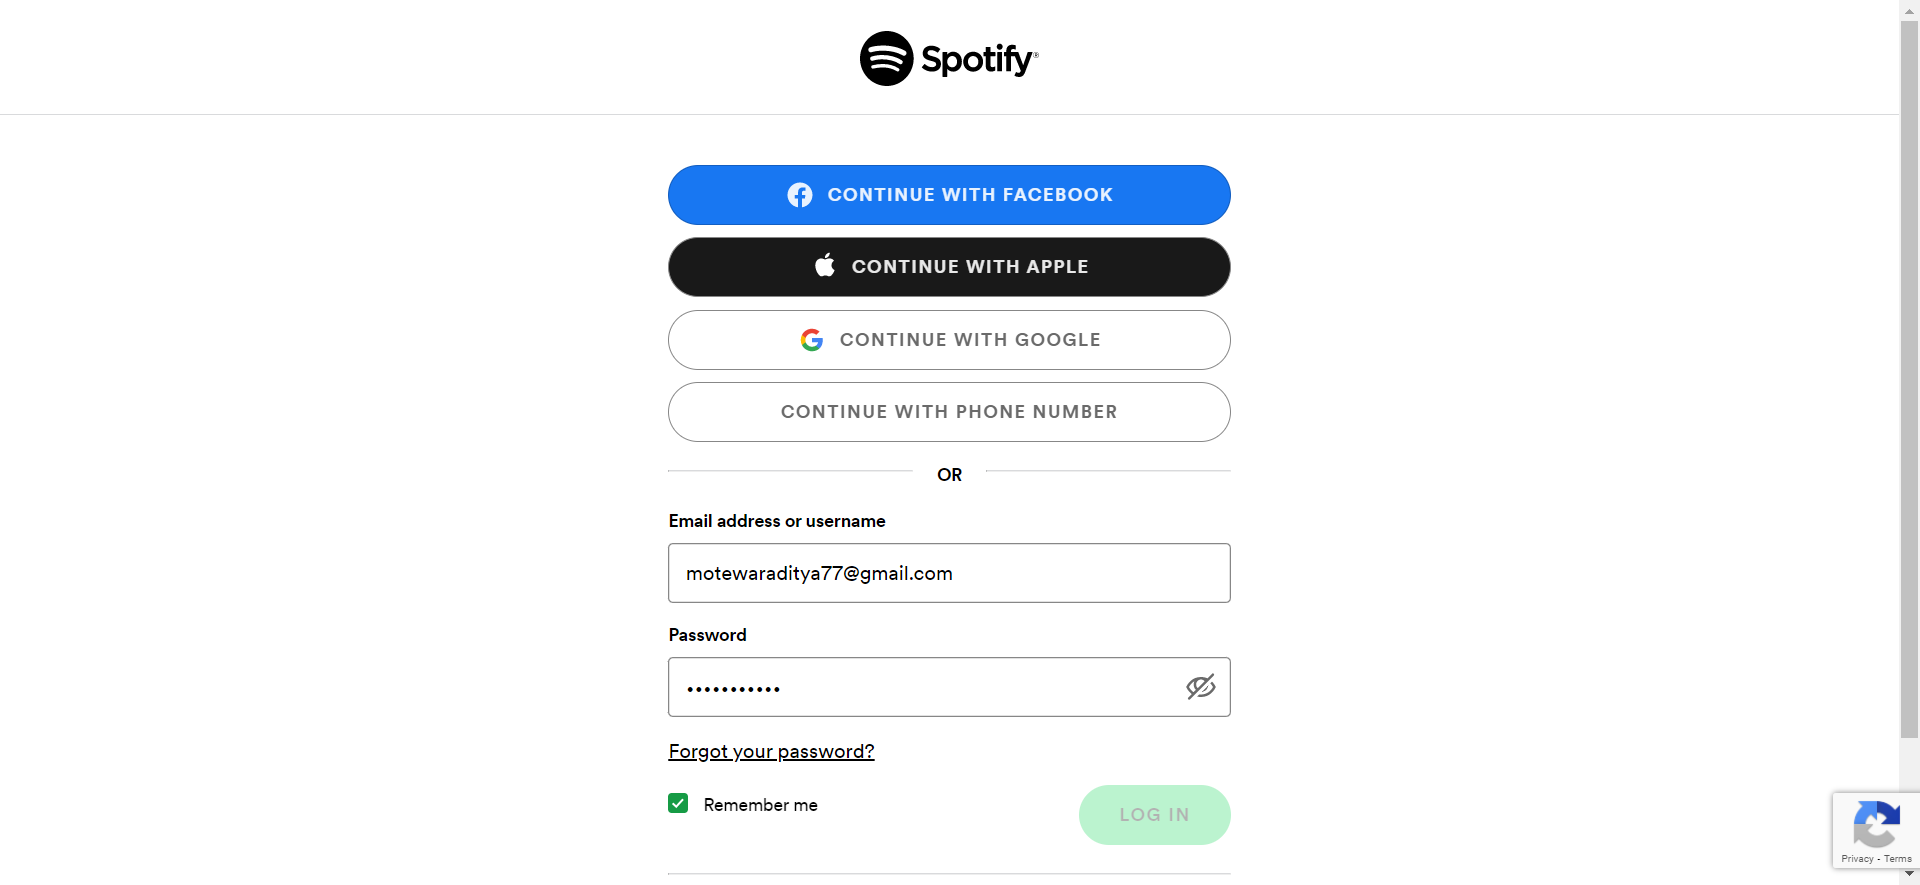 Spotify®
CONTINUE WITH FACEBOOK
CONTINUE WITH APPLE
CONTINUE WITH GOOGLE
CONTINUE WITH PHONE NUMBER
OR
Email address or username
motewaraditya77@gmail.com
Password
•••••••••••
Forgot your password?
Remember me
LOG IN
Privacy - Terms